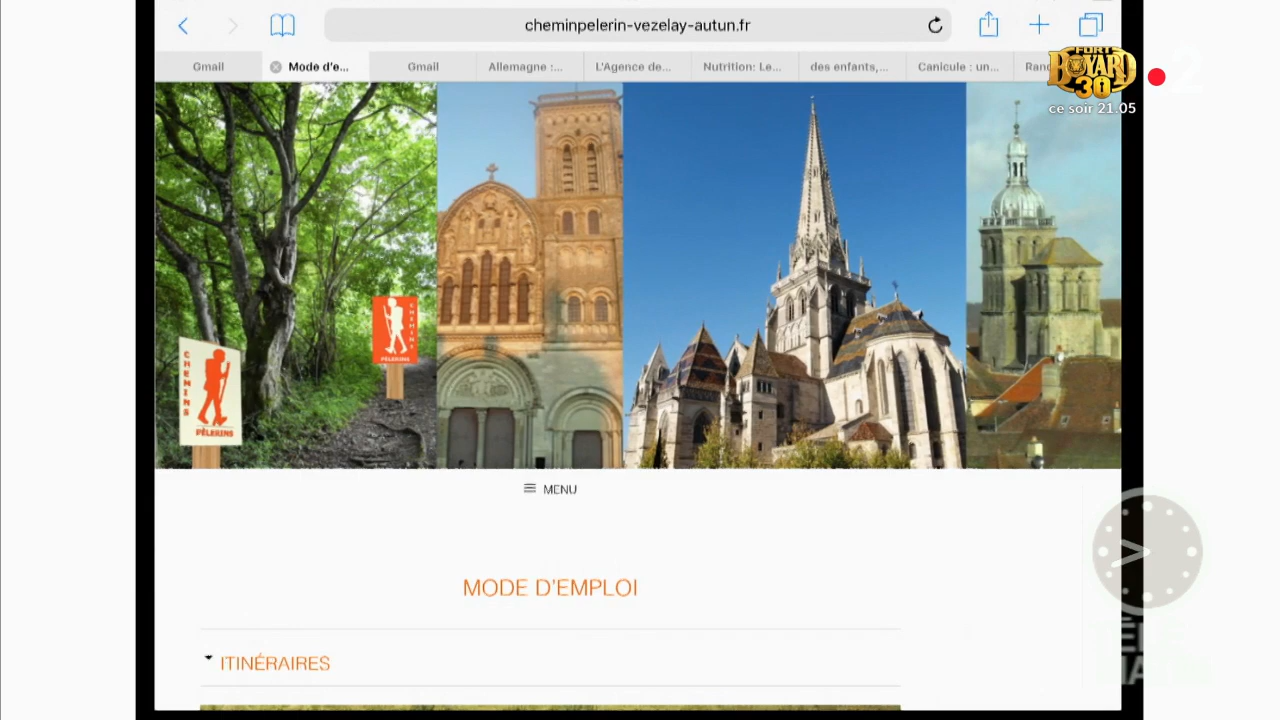 cheminpelerin-vezelay-autun.fr
Gmail
Mode d'e...
Gmail
Allemagne :...
L'Agence de...
Nutrition: Le...
des enfants,...
Canicule : un...
FORT
BOYARD
30
ce soir 21.05
2
CHEMINS
PÈLERINS
CHEMINS
PÈLERINS
MENU
MODE D'EMPLOI
ITINÉRAIRES